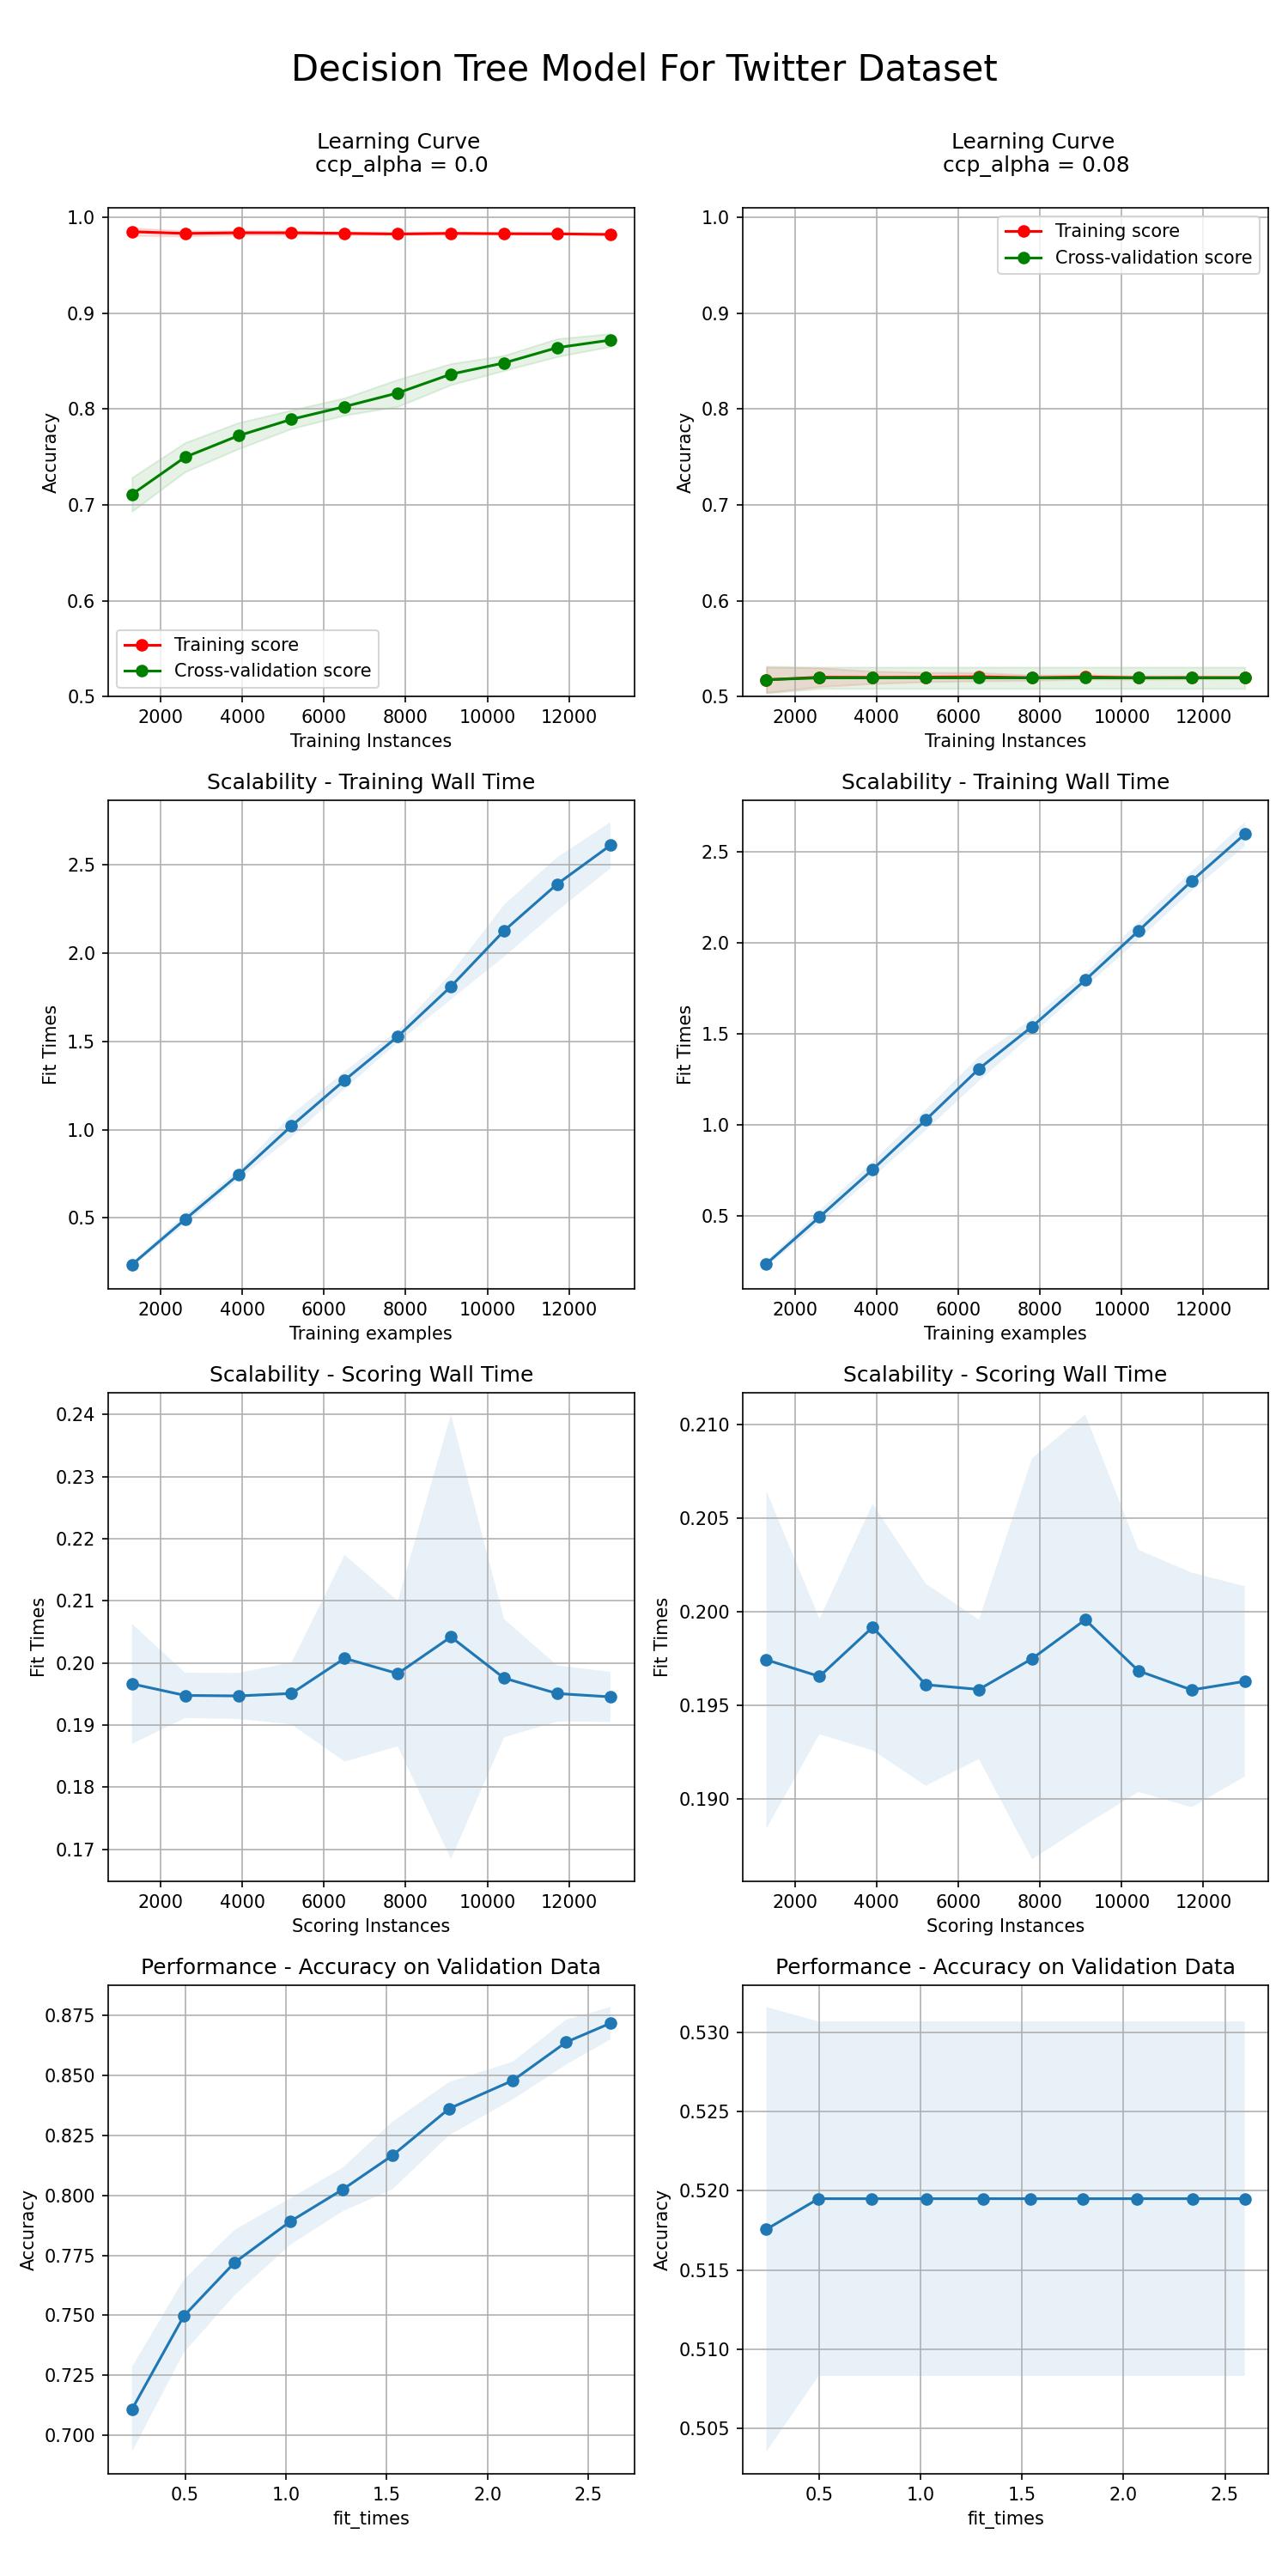 Decision Tree Model For Twitter Dataset
Learning Curve
ccp_alpha = 0.0
1.0
0.9
0.8
0.7
0.6
0.5
Accuracy
Training score
Cross-validation score
2000 4000 6000 8000 10000 12000
Training Instances
Learning Curve
ccp_alpha = 0.08
1.0
0.9
0.8
0.7
0.6
0.5
Accuracy
Training score
Cross-validation score
2000 4000 6000 8000 10000 12000
Training Instances
Scalability - Training Wall Time
2.5
2.0
1.5
1.0
0.5
Fit Times
2000 4000 6000 8000 10000 12000
Training examples
Scalability - Training Wall Time
2.5
2.0
1.5
1.0
0.5
Fit Times
2000 4000 6000 8000 10000 12000
Training examples
Scalability - Scoring Wall Time
0.24
0.23
0.22
0.21
0.20
0.19
0.18
0.17
Fit Times
2000 4000 6000 8000 10000 12000
Scoring Instances
Scalability - Scoring Wall Time
0.210
0.205
0.200
0.195
0.190
Fit Times
2000 4000 6000 8000 10000 12000
Scoring Instances
Performance - Accuracy on Validation Data
0.875
0.850
0.825
0.800
0.775
0.750
0.725
0.700
Accuracy
0.5 1.0 1.5 2.0 2.5
fit_times
Performance - Accuracy on Validation Data
0.530
0.525
0.520
0.515
0.510
0.505
Accuracy
0.5 1.0 1.5 2.0 2.5
fit_times